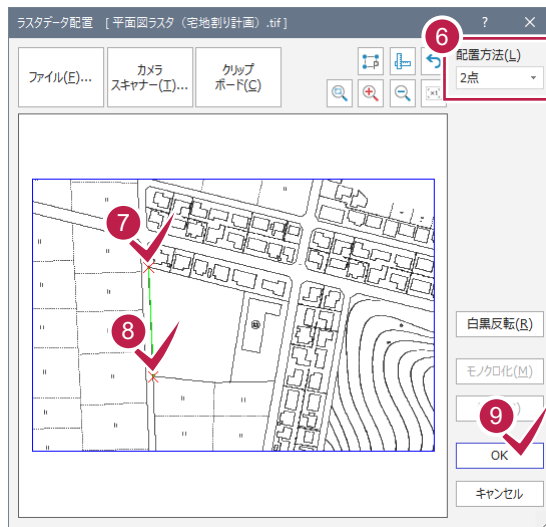 ラスタデータ配置 [ 平面図ラスタ（宅地割り計画）.tif ]
?
6
ファイル(F)...
カメラ
スキャナー(T)...
クリップ
ボード(C)
配置方法(L)
2点
7
8
白黒反転(R)
モノクロ化(M)
9
OK
キャンセル